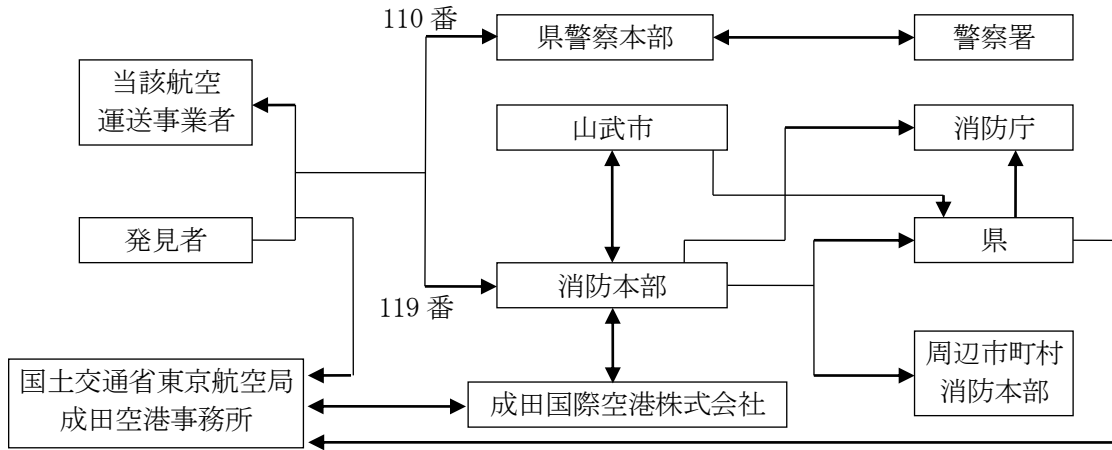 110 番
県警察本部
警察署
当該航空
運送事業者
山武市
消防庁
発見者
県
消防本部
119 番
周辺市町村
消防本部
国土交通省東京航空局
成田空港事務所
成田国際空港株式会社